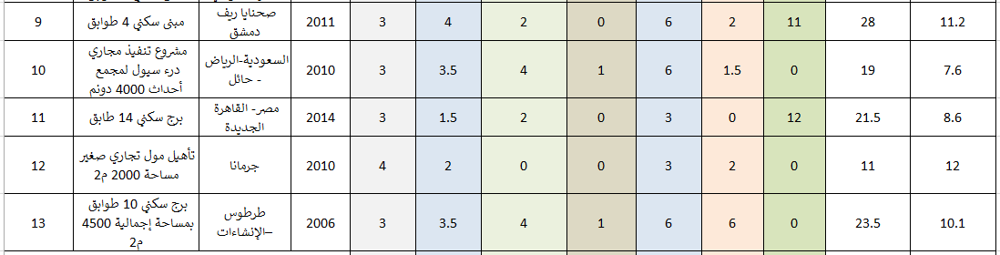 9 مبنى سكني 4 طوابق صحنايا ريف دمشق 2011 3 4 2 0 6 2 11 28 11.2
10 مشروع تنفيذ مجاري درء سيول لمجمع أحداث 4000 دونم السعودية-الرياض - حائل 2010 3 3.5 4 1 6 1.5 0 19 7.6
11 برج سكني 14 طابق مصر- القاهرة الجديدة 2014 3 1.5 2 0 3 0 12 21.5 8.6
12 تأهيل مول تجاري صغير مساحة 2000 م2 جرمانا 2010 4 2 0 0 3 2 0 11 12
13 برج سكني 10 طوابق بمساحة إجمالية 4500 م2 طرطوس –الإنشاءات 2006 3 3.5 4 1 6 6 0 23.5 10.1